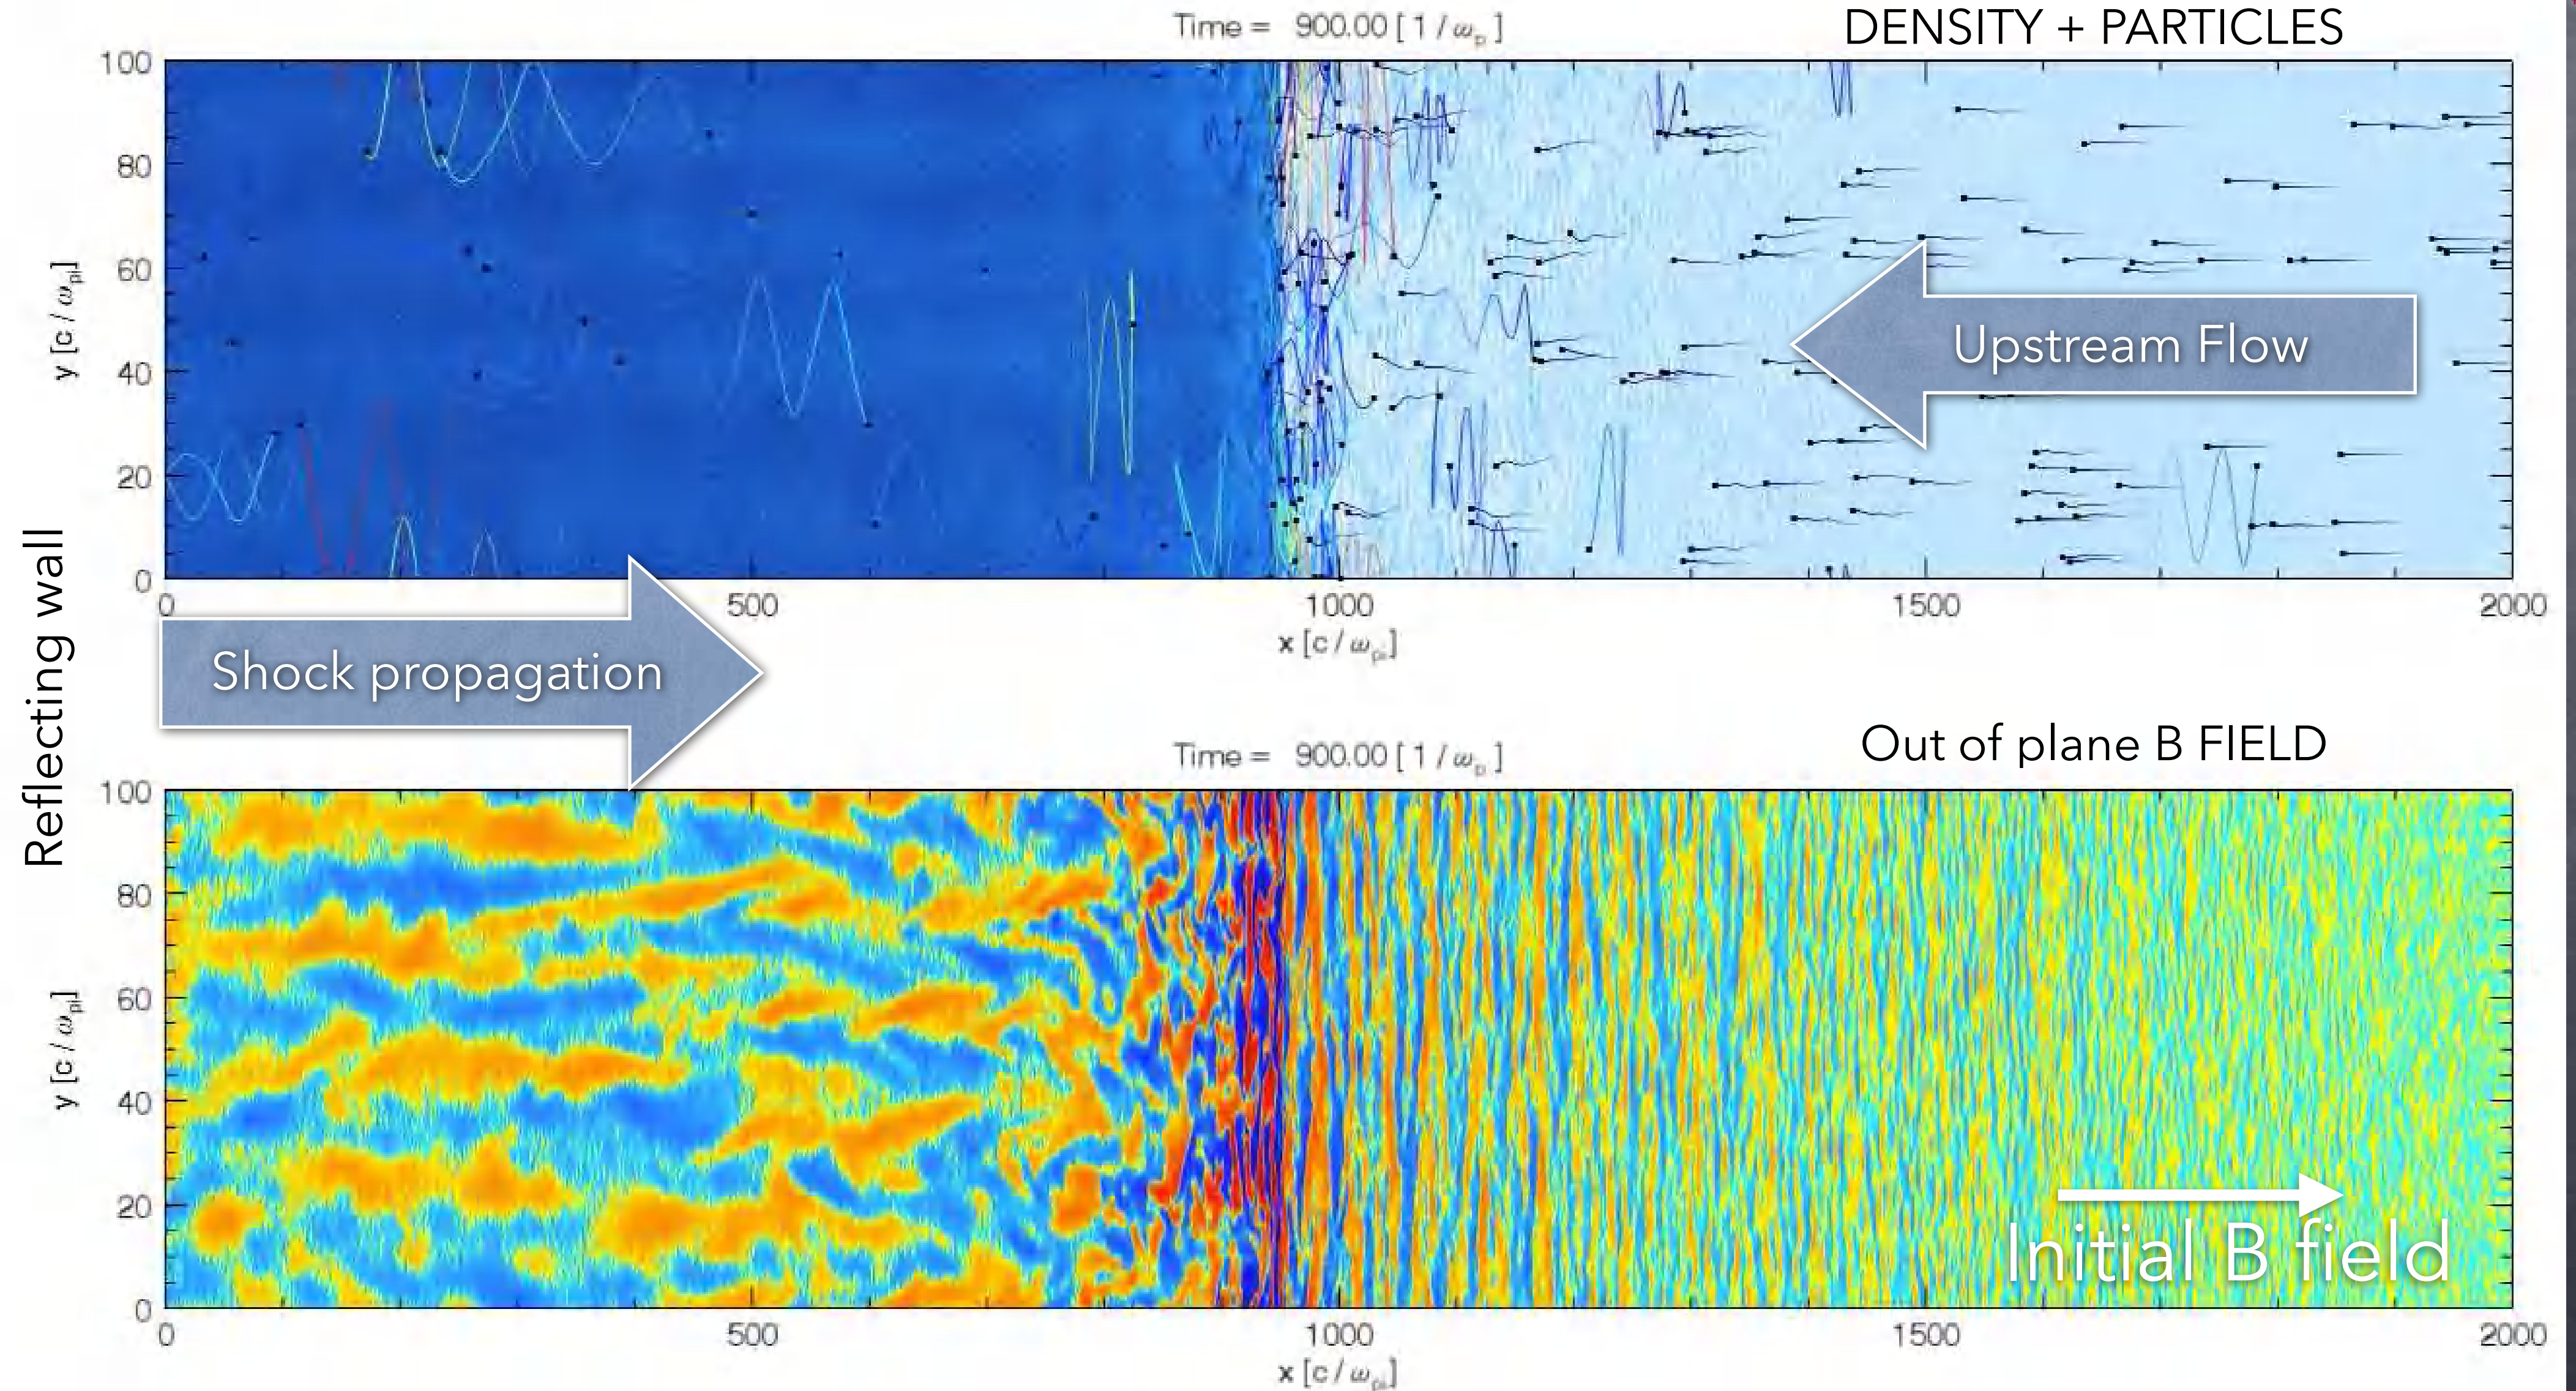 Time = 900.00 [ 1 / ωp ]
DENSITY + PARTICLES
100
80
60
40
20
0
y [c / ωpi]
Upstream Flow
0 500 1000 1500 2000
x [c / ωpi]
Reflecting wall
Shock propagation
Time = 900.00 [ 1 / ωp ]
Out of plane B FIELD
100
80
60
40
20
0
y [c / ωpi]
Initial B field
0 500 1000 1500 2000
x [c / ωpi]